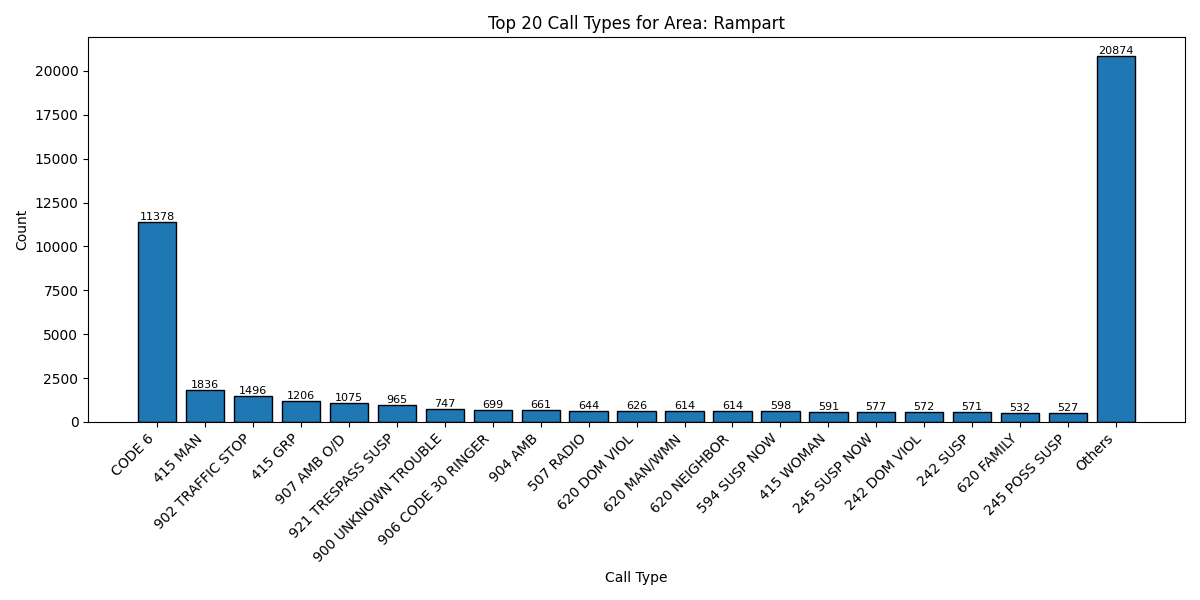 Top 20 Call Types for Area: Rampart
Count
20000
17500
15000
12500
10000
7500
5000
2500
0
11378
1836
1496
1206
1075
965
747
699
661
644
626
614
614
598
591
577
572
571
532
527
20874
CODE 6
415 MAN
902 TRAFFIC STOP
415 GRP
907 AMB O/D
921 TRESPASS SUSP
900 UNKNOWN TROUBLE
906 CODE 30 RINGER
904 AMB
507 RADIO
620 DOM VIOL
620 MAN/WMN
620 NEIGHBOR
594 SUSP NOW
415 WOMAN
245 SUSP NOW
242 DOM VIOL
242 SUSP
620 FAMILY
245 POSS SUSP
Others
Call Type